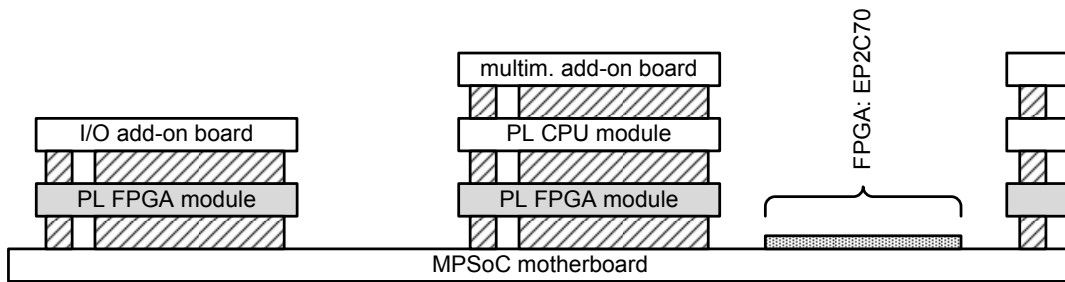 multim. add-on board
I/O add-on board
PL CPU module
FPGA: EP2C70
PL FPGA module
PL FPGA module
MPSoC motherboard